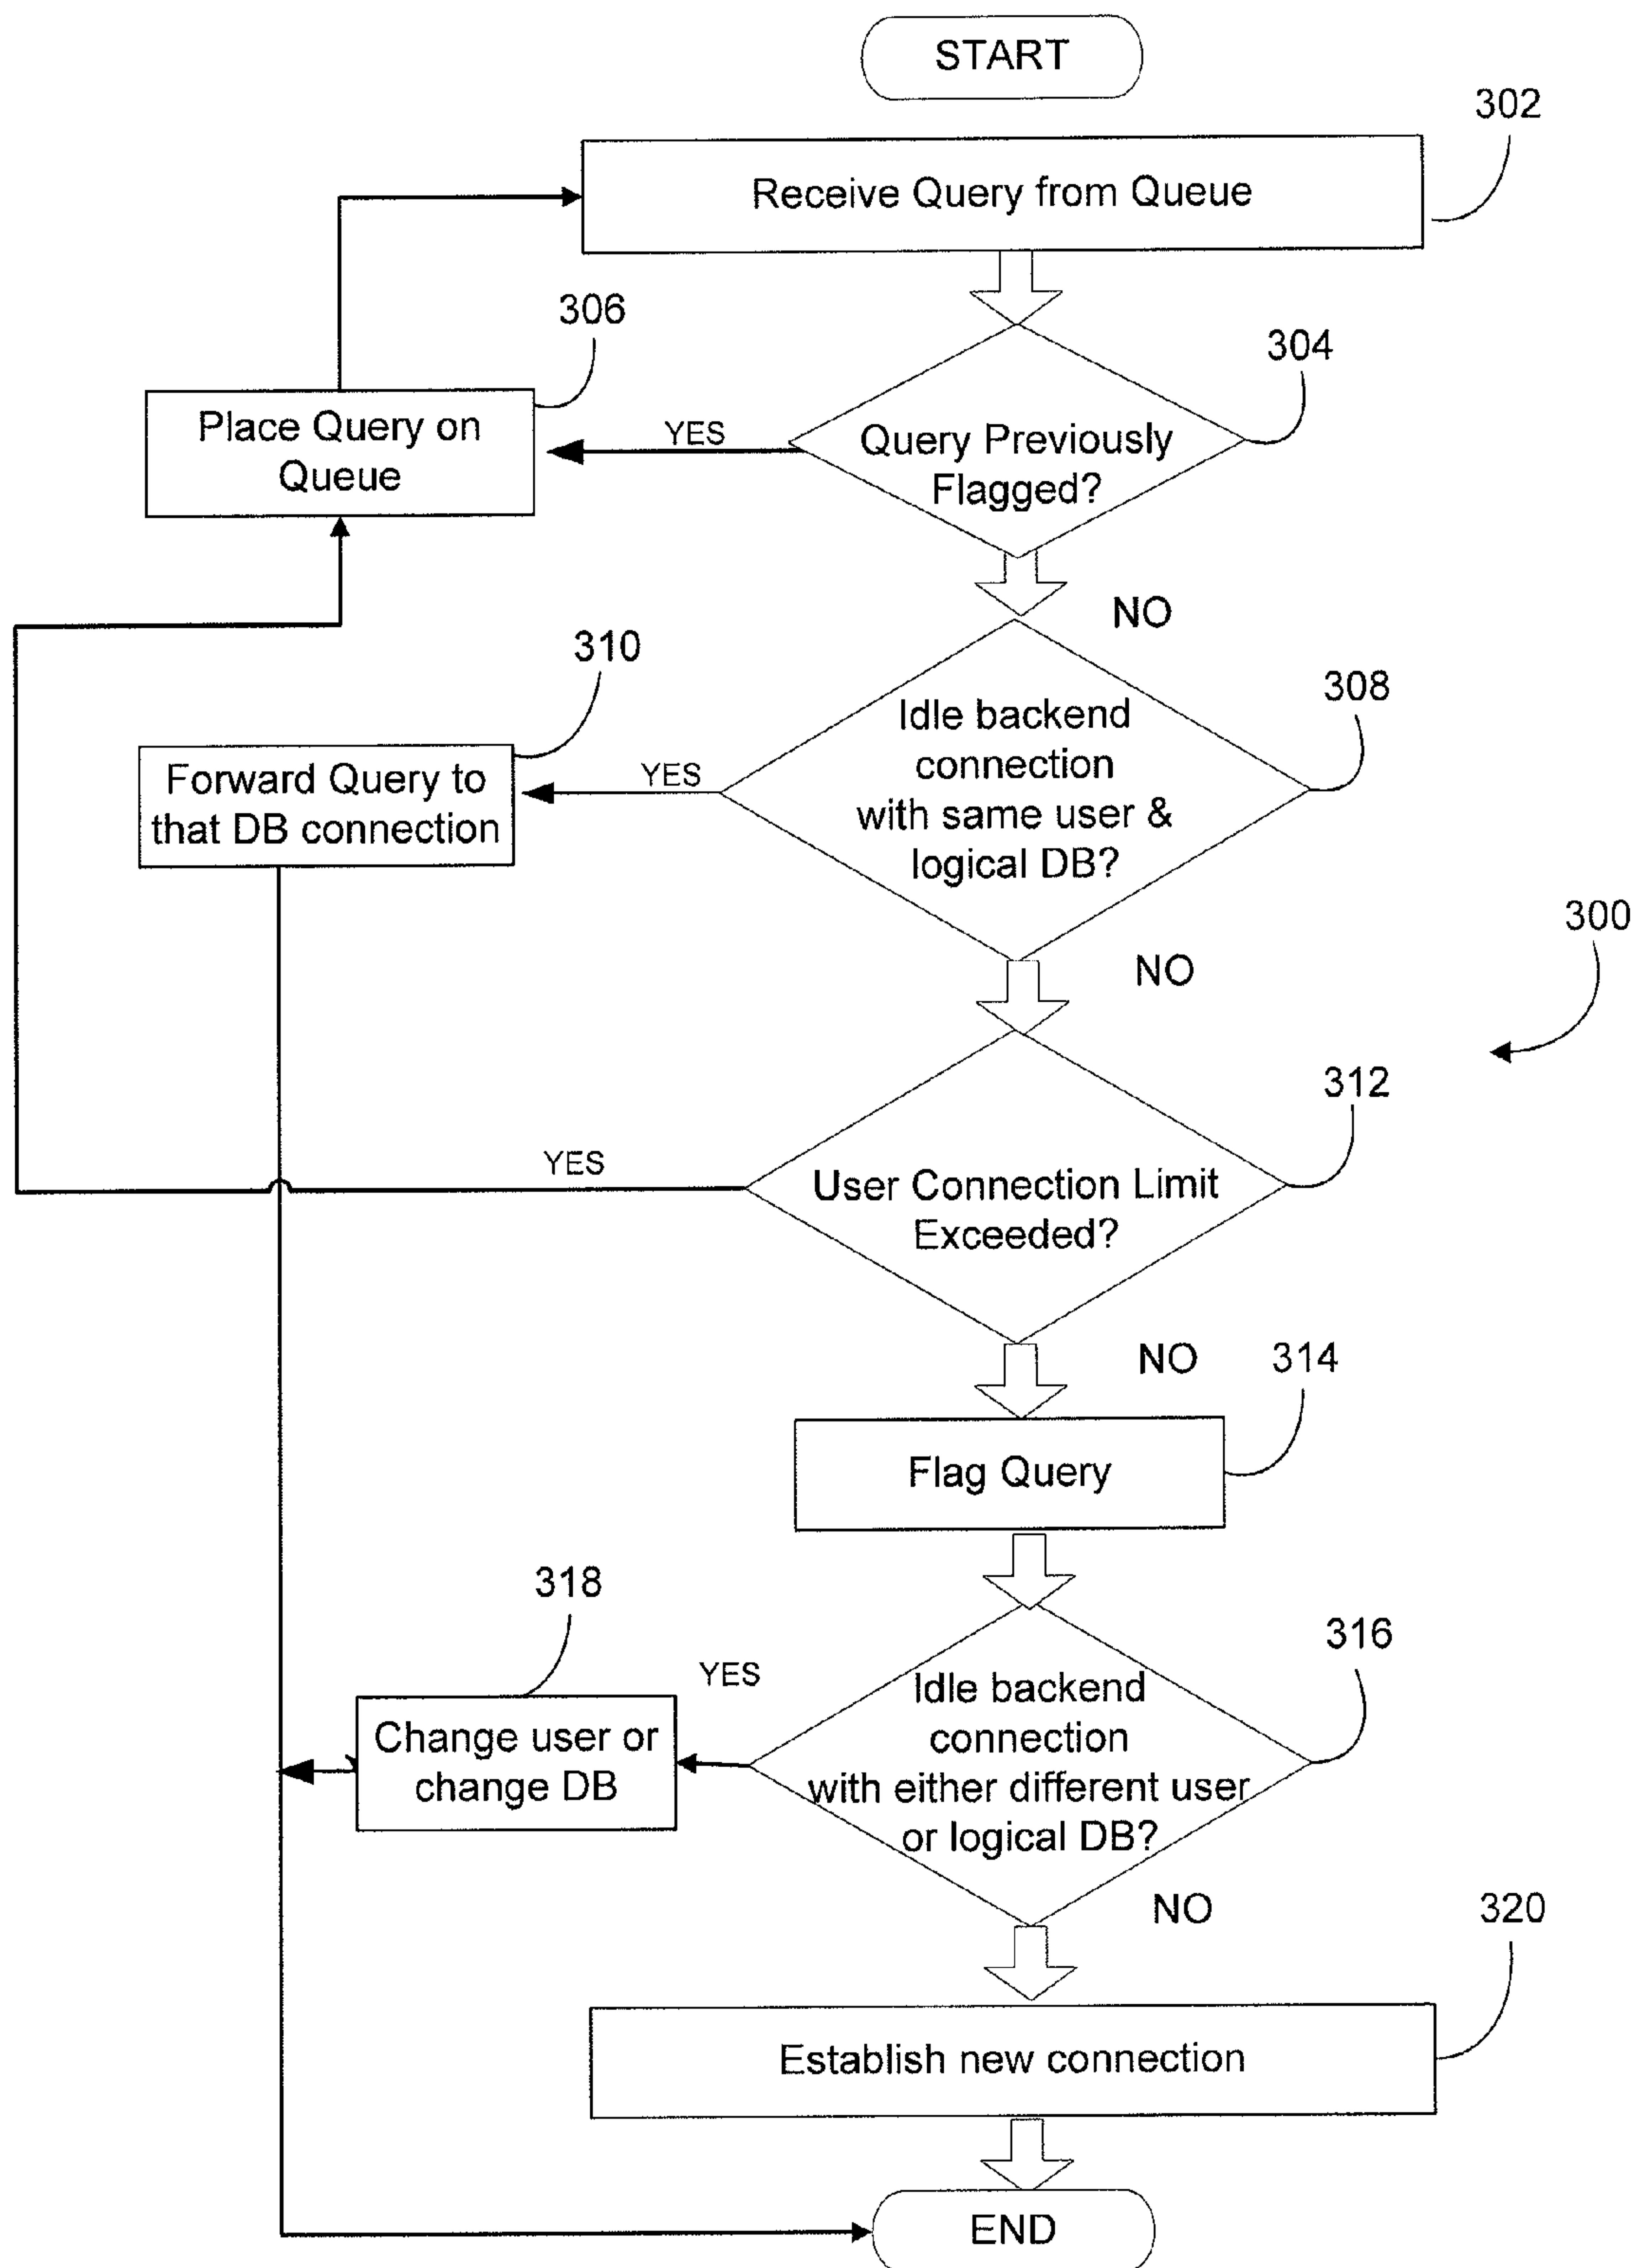 START
302
Receive Query from Queue
306
304
Place Query on
Queue
YES
Query Previously
Flagged?
NO
310
308
Idle backend
connection
with same user &
logical DB?
YES
Forward Query to
that DB connection
300
NO
312
YES
User Connection Limit
Exceeded?
NO
314
Flag Query
318
316
YES
Idle backend
connection
with either different user
or logical DB?
Change user or
change DB
NO
320
Establish new connection
END